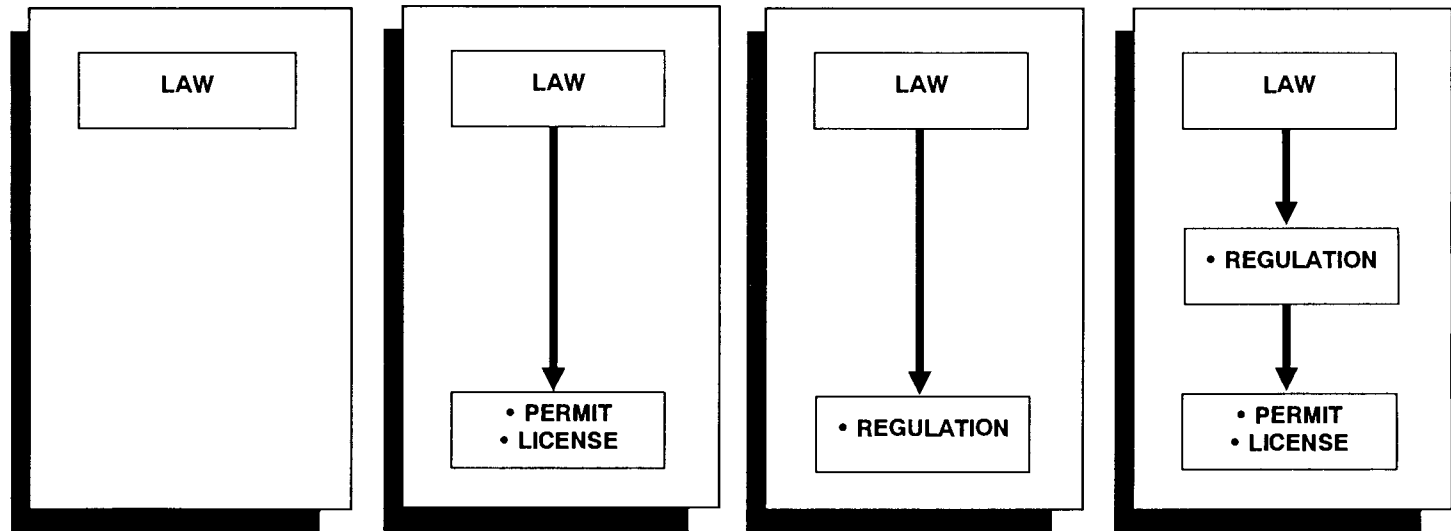 LAW
LAW
• PERMIT
• LICENSE
LAW
• REGULATION
LAW
• REGULATION
• PERMIT
• LICENSE